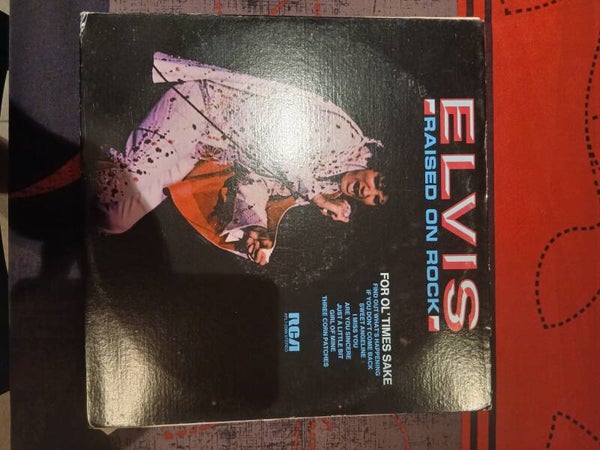 ELVIS
RAISED ON ROCK
FOR OL' TIMES SAKE
FIND OUT WHAT'S HAPPENING
IF YOU DON'T COME BACK
SWEET ANGELINE
I MISS YOU
ARE YOU SINCERE
JUST A LITTLE BIT
GIRL OF MINE
THREE CORN PATCHES
RCA